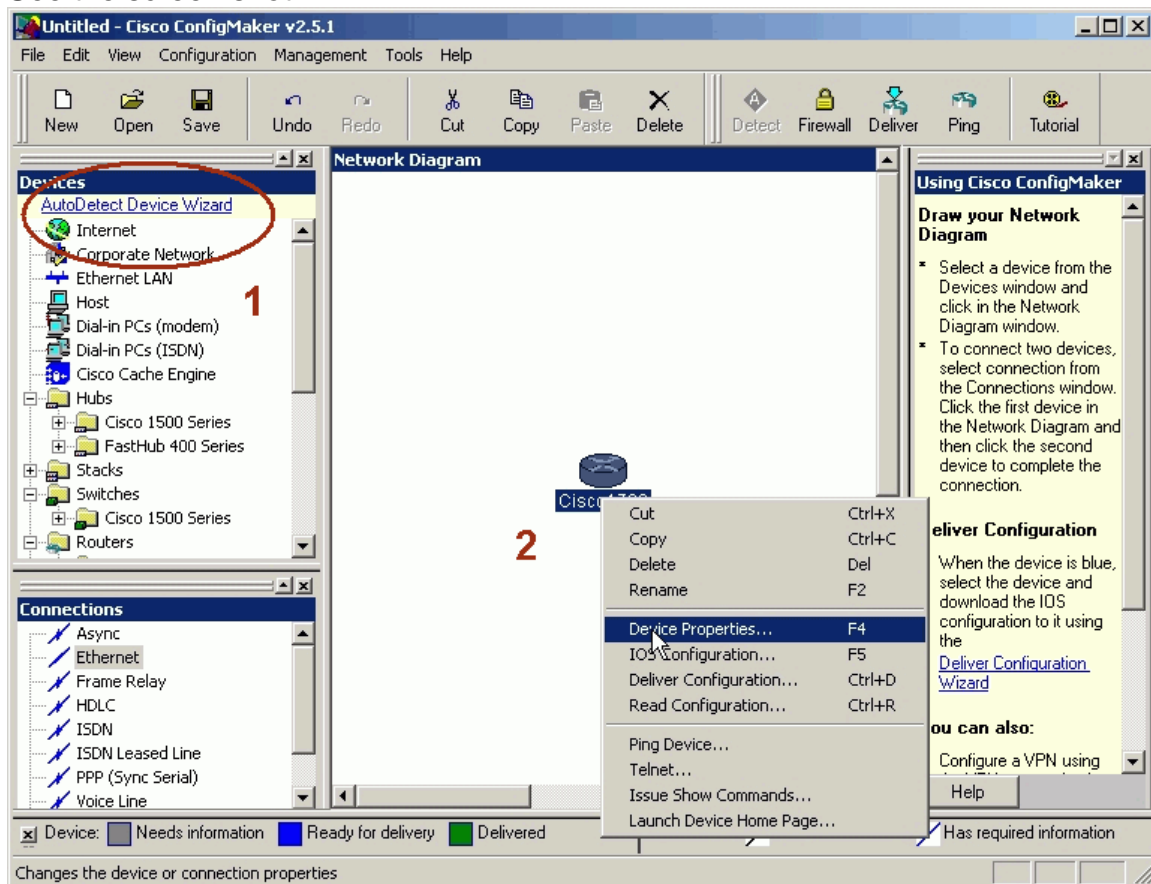 Untitled - Cisco ConfigMaker v2.5.1
File Edit View Configuration Management Tools Help
New Open Save Undo Redo Cut Copy Paste Delete Detect Firewall Deliver Ping Tutorial
Devices
AutoDetect Device Wizard
Internet
Corporate Network
Ethernet LAN
Host
Dial-in PCs (modem)
Dial-in PCs (ISDN)
Cisco Cache Engine
Hubs
Cisco 1500 Series
FastHub 400 Series
Stacks
Switches
Cisco 1500 Series
Routers
1
Connections
Async
Ethernet
Frame Relay
HDLC
ISDN
ISDN Leased Line
PPP (Sync Serial)
Voice Line
Network Diagram
2
Cut Ctrl+X
Copy Ctrl+C
Delete Del
Rename F2
Device Properties... F4
IOS Configuration... F5
Deliver Configuration... Ctrl+D
Read Configuration... Ctrl+R
Ping Device...
Telnet...
Issue Show Commands...
Launch Device Home Page...
Using Cisco ConfigMaker
Draw your Network
Diagram
* Select a device from the
Devices window and
click in the Network
Diagram window.
* To connect two devices,
select connection from
the Connections window.
Click the first device in
the Network Diagram and
then click the second
device to complete the
connection.
eliver Configuration
When the device is blue,
select the device and
download the IOS
configuration to it using
the
Deliver Configuration
Wizard
ou can also:
Configure a VPN using
Help
Device: Needs information Ready for delivery Delivered Has required information
Changes the device or connection properties